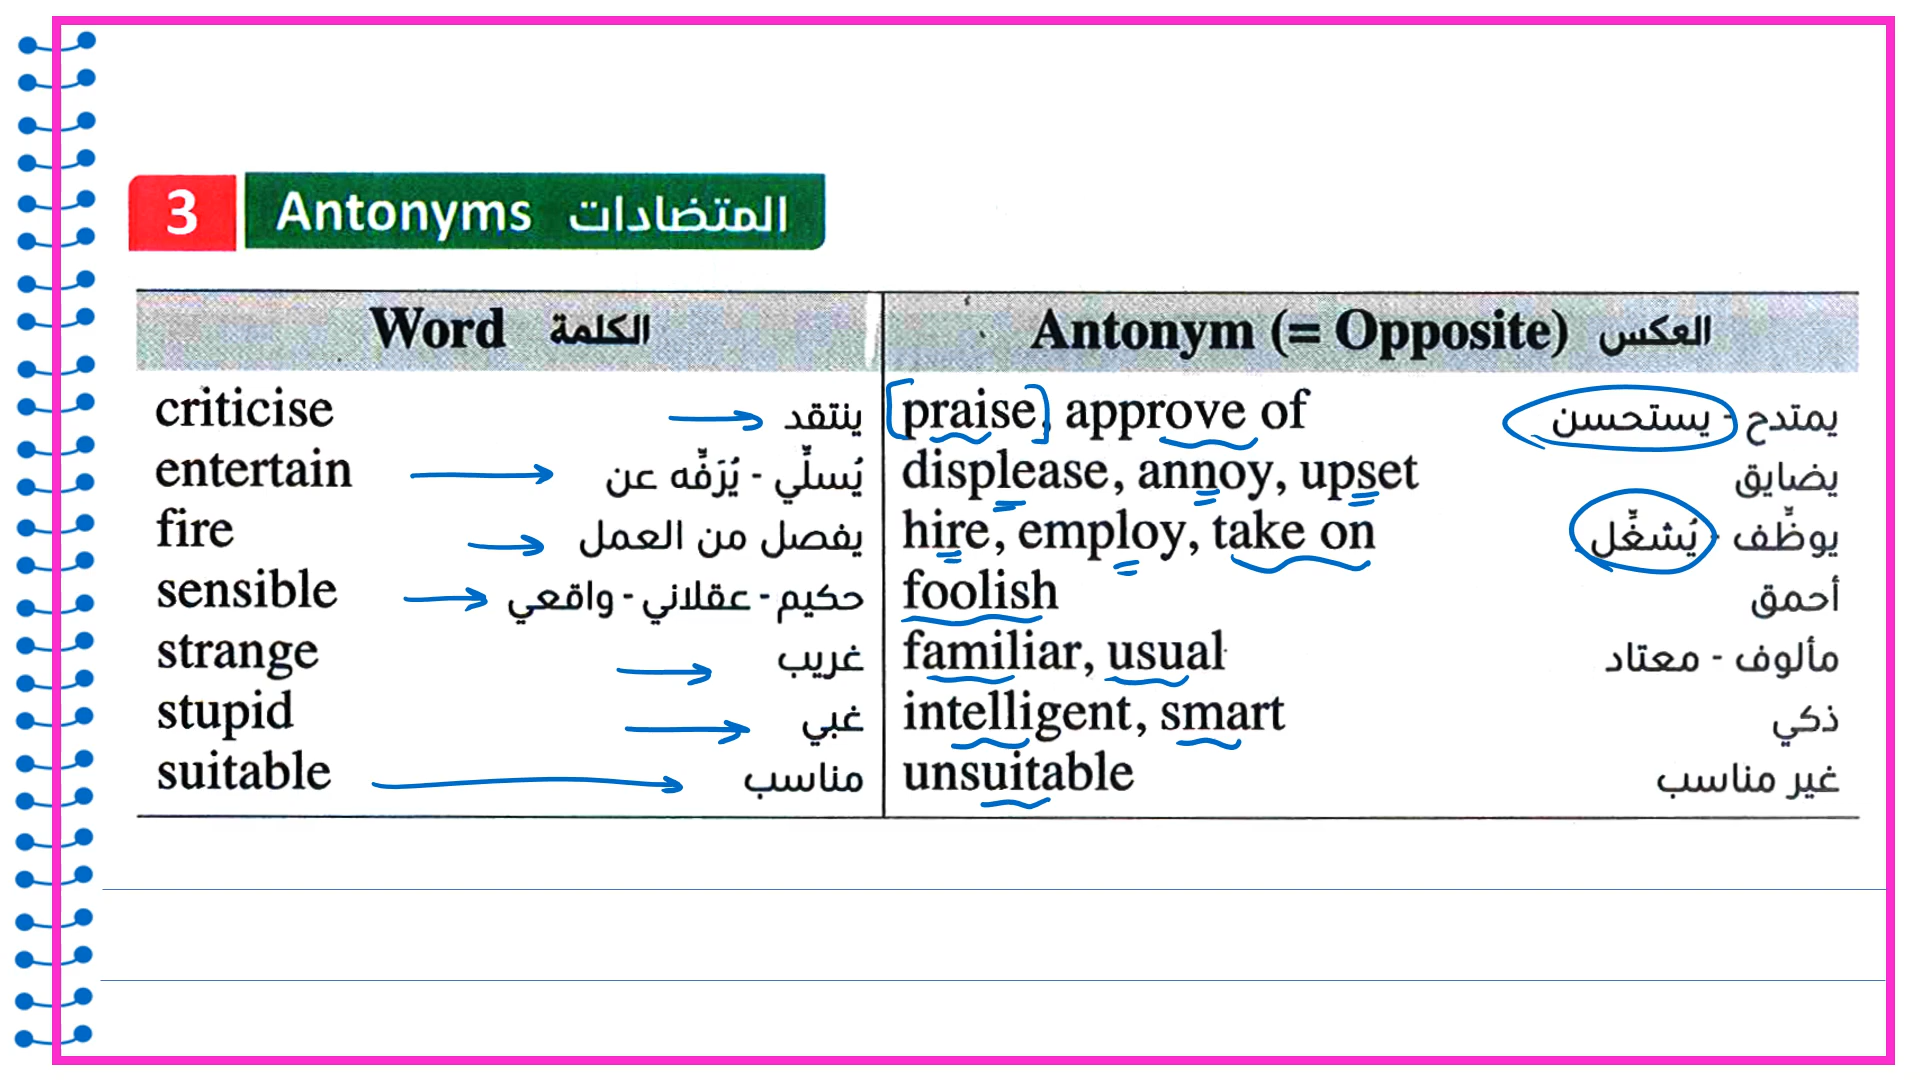 3 Antonyms المتضادات
Word الكلمة Antonym (= Opposite) العكس
criticise ينتقد praise, approve of يمتدح - يستحسن
entertain يُسلِّي - يُرَفِّه عن displease, annoy, upset يضايق
fire يفصل من العمل hire, employ, take on يوظِّف - يُشغِّل
sensible حكيم - عقلاني - واقعي foolish أحمق
strange غريب familiar, usual مألوف - معتاد
stupid غبي intelligent, smart ذكي
suitable مناسب unsuitable غير مناسب